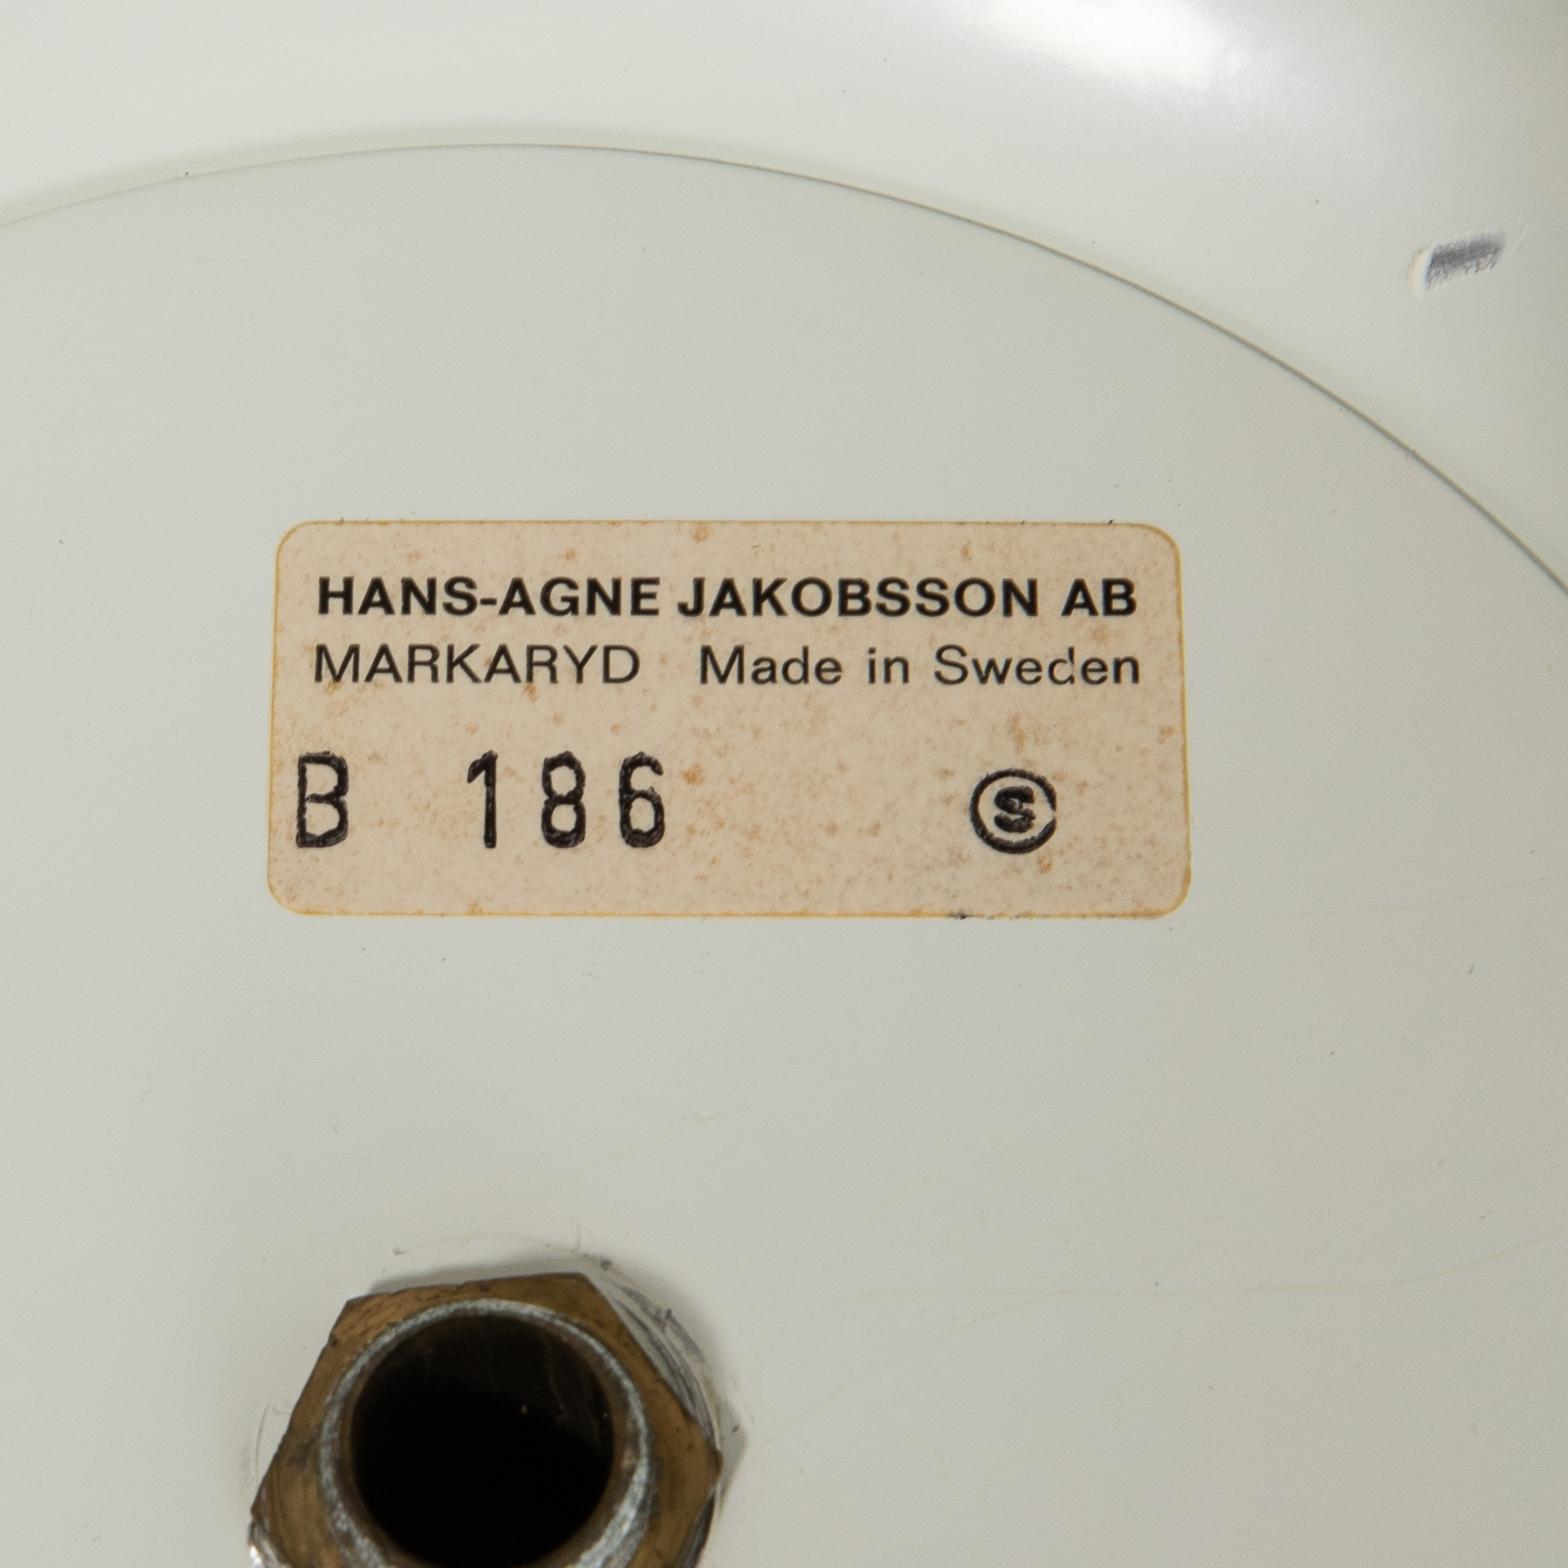 HANS-AGNE JAKOBSSON AB
MARKARYD Made in Sweden
B 186 Ⓢ